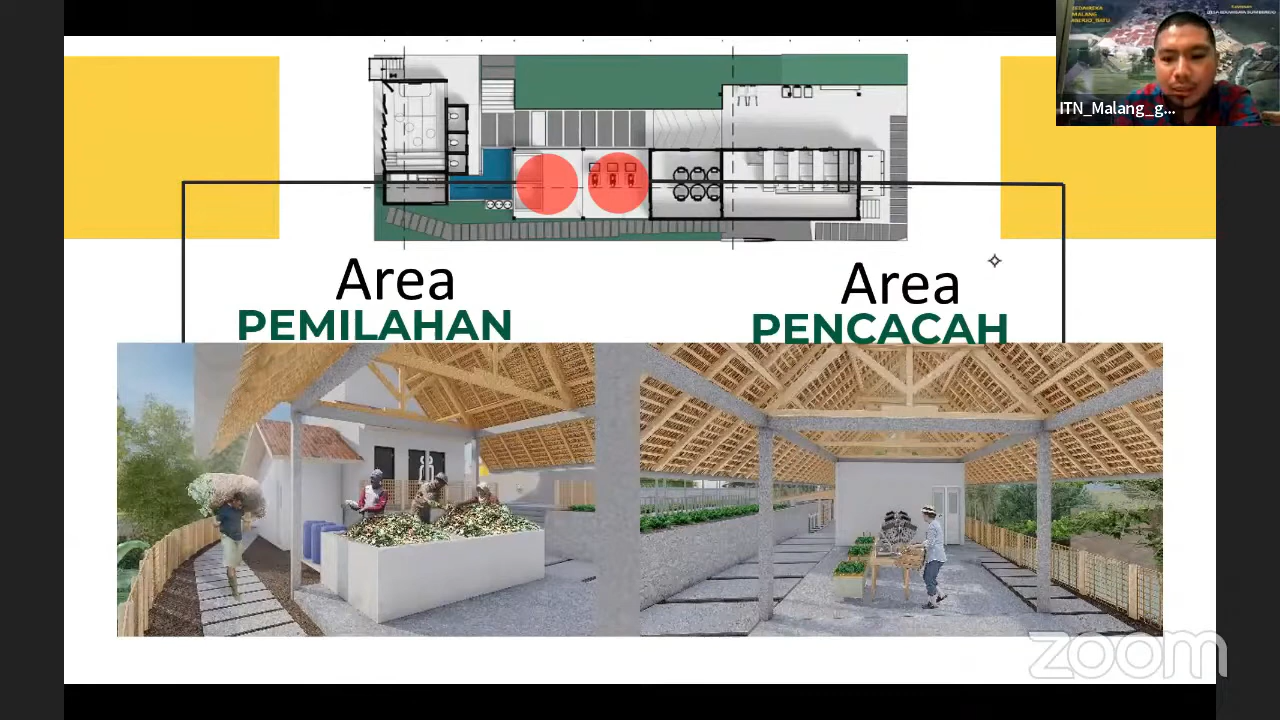 ITN_Malang_g...
Area
PEMILAHAN
Area
PENCACAH
zoom